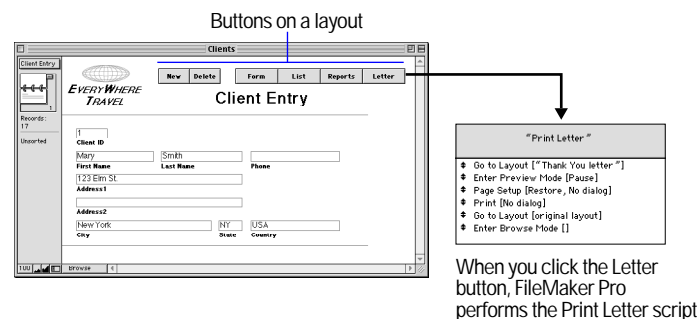 Buttons on a layout
Clients
Client Entry
New Delete Form List Reports Letter
EVERYWHERE
TRAVEL
Client Entry
1
Records:
17
Unsorted
1
Client ID
Mary Smith
First Name Last Name Phone
123 Elm St.
Address1
Address2
New York NY USA
City State Country
100 Browse
"Print Letter"
Go to Layout ["Thank You letter"]
Enter Preview Mode [Pause]
Page Setup [Restore, No dialog]
Print [No dialog]
Go to Layout [original layout]
Enter Browse Mode []
When you click the Letter
button, FileMaker Pro
performs the Print Letter script